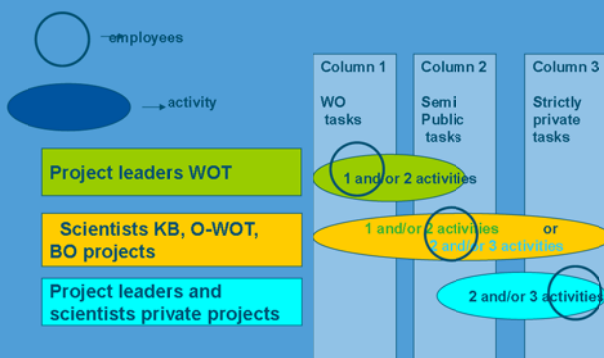 employees
activity
Column 1
WO
tasks
Column 2
Semi
Public
tasks
Column 3
Strictly
private
tasks
Project leaders WOT
1 and/or 2 activities
Scientists KB, O-WOT,
BO projects
1 and/or 2 activities or
2 and/or 3 activities
Project leaders and
scientists private projects
2 and/or 3 activities